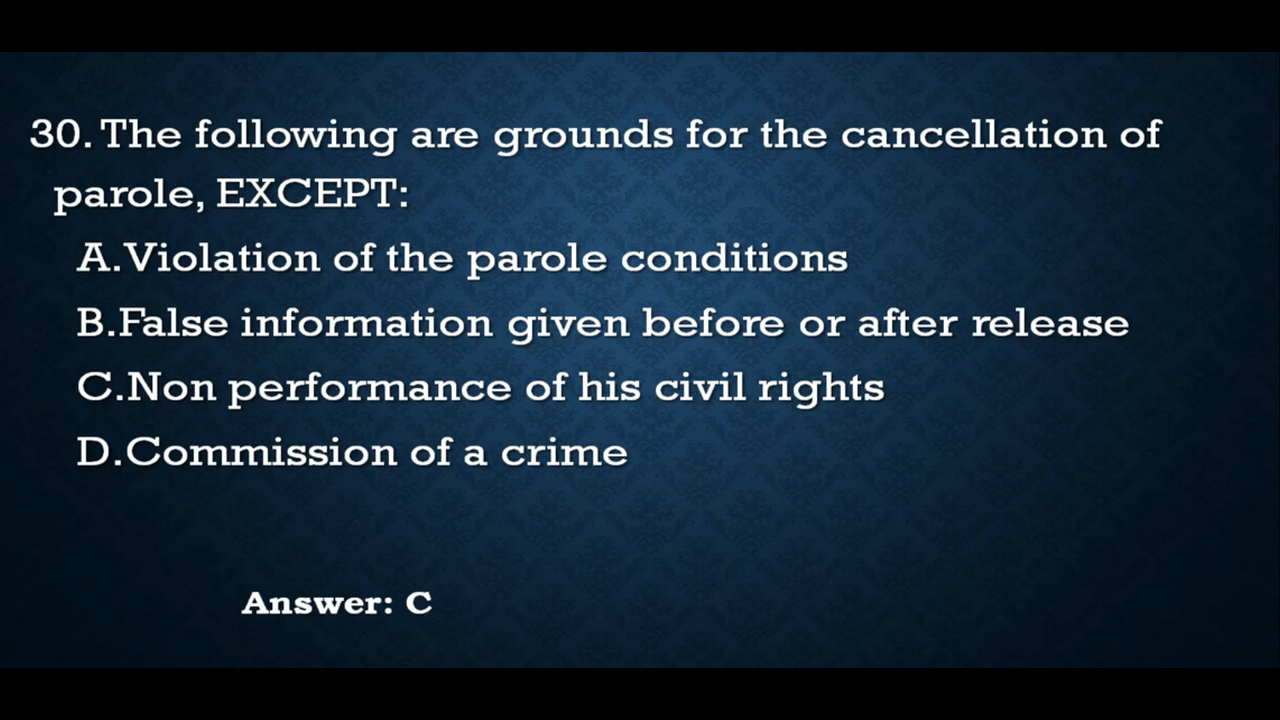 30. The following are grounds for the cancellation of
parole, EXCEPT:
A.Violation of the parole conditions
B.False information given before or after release
C.Non performance of his civil rights
D.Commission of a crime
Answer: C